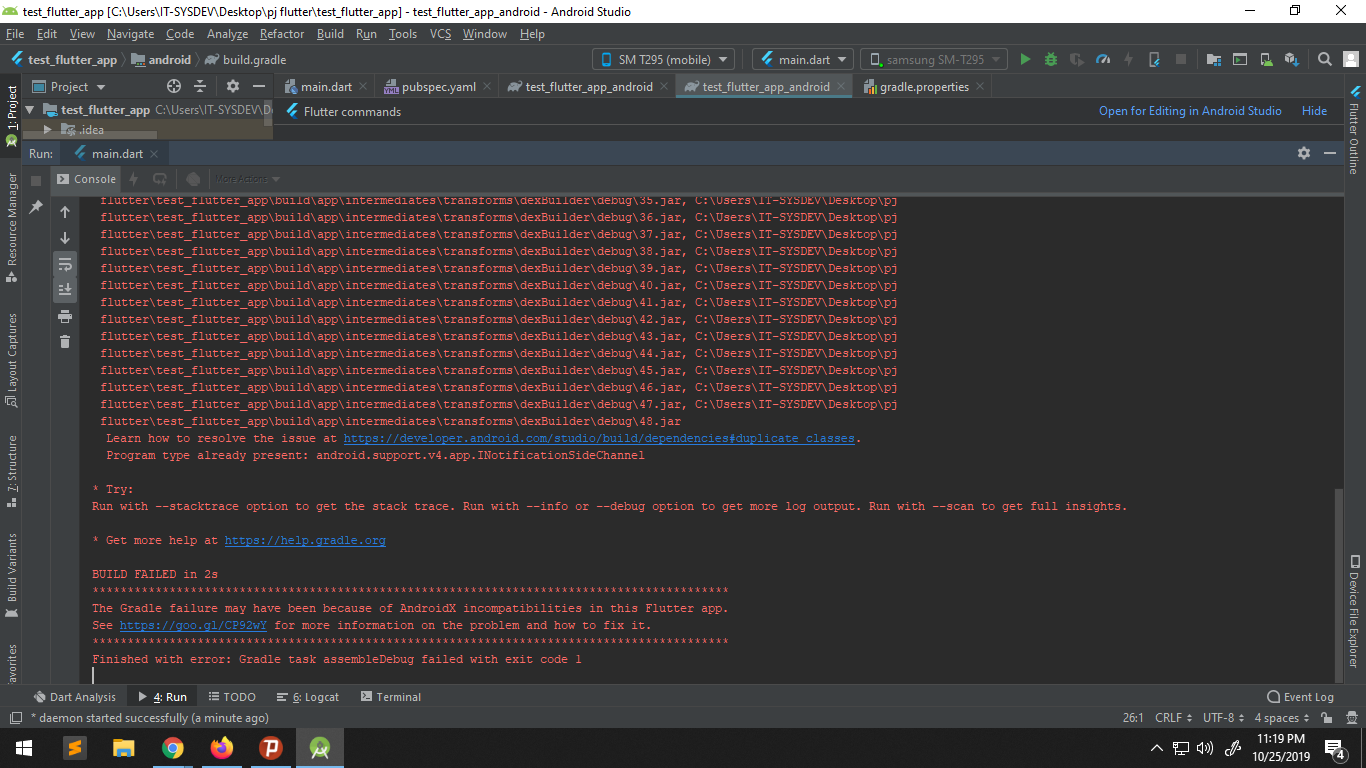 test_flutter_app [C:\Users\IT-SYSDEV\Desktop\pj flutter\test_flutter_app] - test_flutter_app_android - Android Studio
File Edit View Navigate Code Analyze Refactor Build Run Tools VCS Window Help
test_flutter_app android build.gradle SM T295 (mobile) main.dart samsung SM-T295
Project main.dart pubspec.yaml test_flutter_app_android test_flutter_app_android gradle.properties
test_flutter_app C:\Users\IT-SYSDEV\D
.idea
Flutter commands Open for Editing in Android Studio Hide
Run: main.dart
Console More Actions
flutter\test_flutter_app\build\app\intermediates\transforms\dexBuilder\debug\35.jar, C:\Users\IT-SYSDEV\Desktop\pj
flutter\test_flutter_app\build\app\intermediates\transforms\dexBuilder\debug\36.jar, C:\Users\IT-SYSDEV\Desktop\pj
flutter\test_flutter_app\build\app\intermediates\transforms\dexBuilder\debug\37.jar, C:\Users\IT-SYSDEV\Desktop\pj
flutter\test_flutter_app\build\app\intermediates\transforms\dexBuilder\debug\38.jar, C:\Users\IT-SYSDEV\Desktop\pj
flutter\test_flutter_app\build\app\intermediates\transforms\dexBuilder\debug\39.jar, C:\Users\IT-SYSDEV\Desktop\pj
flutter\test_flutter_app\build\app\intermediates\transforms\dexBuilder\debug\40.jar, C:\Users\IT-SYSDEV\Desktop\pj
flutter\test_flutter_app\build\app\intermediates\transforms\dexBuilder\debug\41.jar, C:\Users\IT-SYSDEV\Desktop\pj
flutter\test_flutter_app\build\app\intermediates\transforms\dexBuilder\debug\42.jar, C:\Users\IT-SYSDEV\Desktop\pj
flutter\test_flutter_app\build\app\intermediates\transforms\dexBuilder\debug\43.jar, C:\Users\IT-SYSDEV\Desktop\pj
flutter\test_flutter_app\build\app\intermediates\transforms\dexBuilder\debug\44.jar, C:\Users\IT-SYSDEV\Desktop\pj
flutter\test_flutter_app\build\app\intermediates\transforms\dexBuilder\debug\45.jar, C:\Users\IT-SYSDEV\Desktop\pj
flutter\test_flutter_app\build\app\intermediates\transforms\dexBuilder\debug\46.jar, C:\Users\IT-SYSDEV\Desktop\pj
flutter\test_flutter_app\build\app\intermediates\transforms\dexBuilder\debug\47.jar, C:\Users\IT-SYSDEV\Desktop\pj
flutter\test_flutter_app\build\app\intermediates\transforms\dexBuilder\debug\48.jar
Learn how to resolve the issue at https://developer.android.com/studio/build/dependencies#duplicate_classes.
Program type already present: android.support.v4.app.INotificationSideChannel
* Try:
Run with --stacktrace option to get the stack trace. Run with --info or --debug option to get more log output. Run with --scan to get full insights.
* Get more help at https://help.gradle.org
BUILD FAILED in 2s
*******************************************************************************************
The Gradle failure may have been because of AndroidX incompatibilities in this Flutter app.
See https://goo.gl/CP92wY for more information on the problem and how to fix it.
*******************************************************************************************
Finished with error: Gradle task assembleDebug failed with exit code 1
1: Project
Resource Manager
Layout Captures
7: Structure
Build Variants
avorites
Flutter Outline
Device File Explorer
Dart Analysis 4: Run TODO 6: Logcat Terminal Event Log
* daemon started successfully (a minute ago) 26:1 CRLF UTF-8 4 spaces
11:19 PM
10/25/2019
4